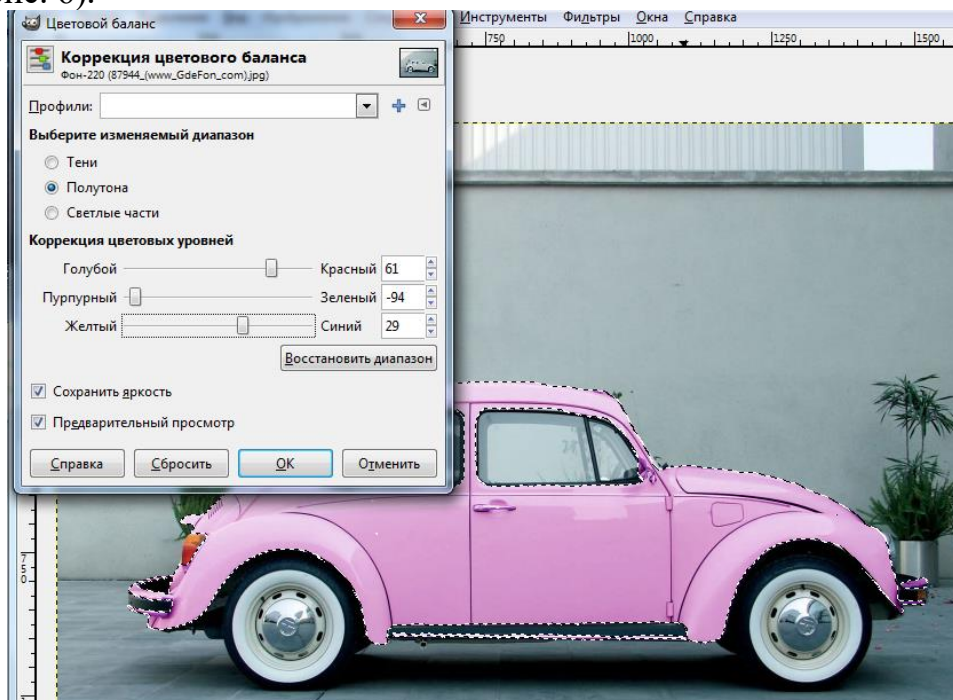 Цветовой баланс
Инструменты Фильтры Окна Справка
750 1000 1250 1500
Коррекция цветового баланса
Фон-220 (87944_(www_GdeFon_com).jpg)
Профили:
Выберите изменяемый диапазон
Тени
Полутона
Светлые части
Коррекция цветовых уровней
Голубой Красный 61
Пурпурный Зеленый -94
Желтый Синий 29
Восстановить диапазон
Сохранить яркость
Предварительный просмотр
Справка Сбросить OK Отменить
750